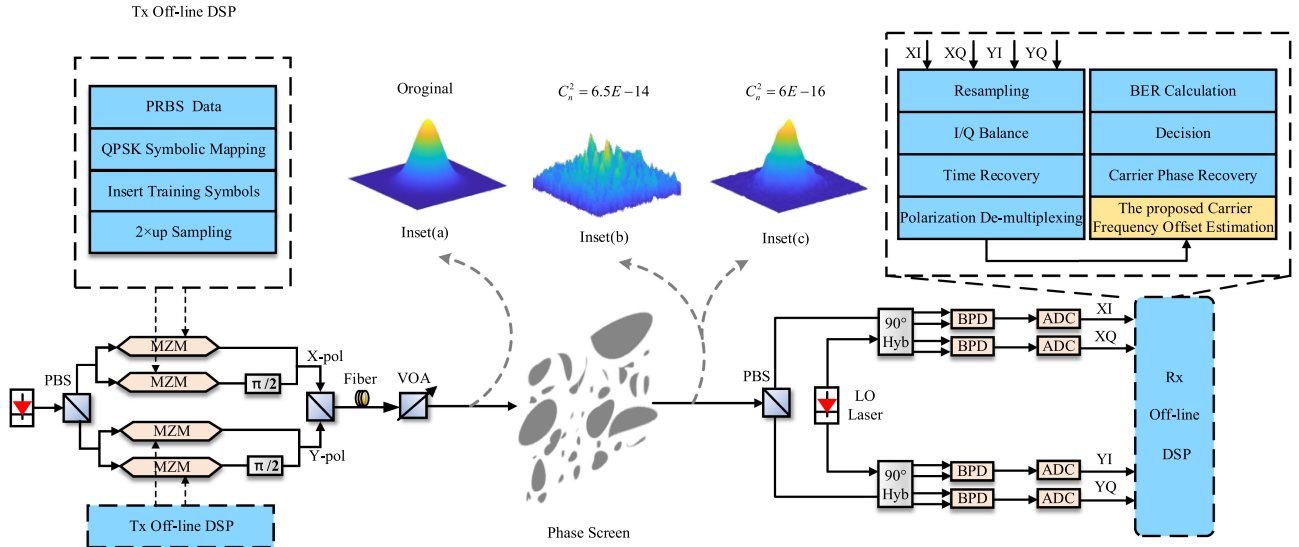 Tx Off-line DSP
PRBS Data
QPSK Symbolic Mapping
Insert Training Symbols
2×up Sampling
Oroginal
Inset(a)
C_n^2 = 6.5E−14
Inset(b)
C_n^2 = 6E−16
Inset(c)
XI XQ YI YQ
Resampling
I/Q Balance
Time Recovery
Polarization De-multiplexing
BER Calculation
Decision
Carrier Phase Recovery
The proposed Carrier
Frequency Offset Estimation
PBS
MZM
MZM
π/2
X-pol
MZM
MZM
π/2
Y-pol
Fiber
VOA
Tx Off-line DSP
Phase Screen
PBS
90°
Hyb
BPD
ADC
XI
BPD
ADC
XQ
LO
Laser
90°
Hyb
BPD
ADC
YI
BPD
ADC
YQ
Rx
Off-line
DSP